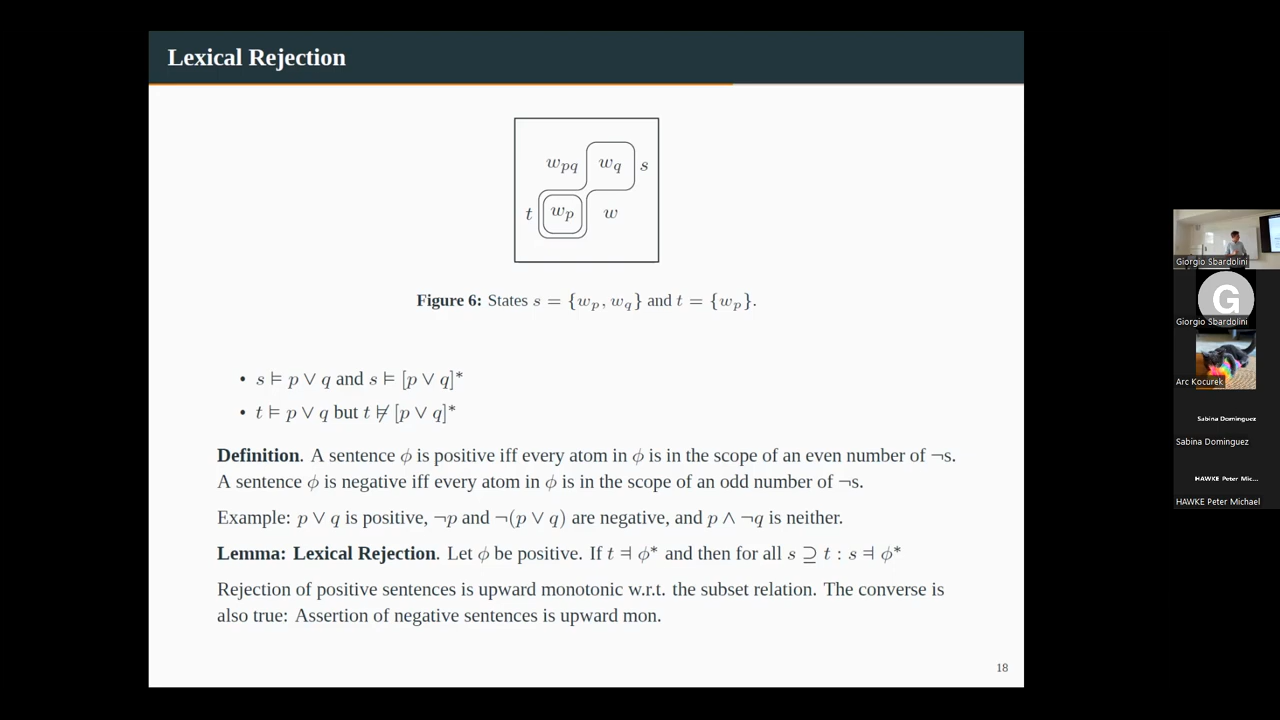 Lexical Rejection
w_pq w_q s
t w_p w
Figure 6: States s = {w_p, w_q} and t = {w_p}.
• s ⊨ p ∨ q and s ⊨ [p ∨ q]*
• t ⊨ p ∨ q but t ⊭ [p ∨ q]*
Definition. A sentence ϕ is positive iff every atom in ϕ is in the scope of an even number of ¬s.
A sentence ϕ is negative iff every atom in ϕ is in the scope of an odd number of ¬s.
Example: p ∨ q is positive, ¬p and ¬(p ∨ q) are negative, and p ∧ ¬q is neither.
Lemma: Lexical Rejection. Let ϕ be positive. If t ⫤ ϕ* and then for all s ⊇ t : s ⫤ ϕ*
Rejection of positive sentences is upward monotonic w.r.t. the subset relation. The converse is
also true: Assertion of negative sentences is upward mon.
18
Giorgio Sbardolini
G
Giorgio Sbardolini
Arc Kocurek
Sabina Dominguez
Sabina Dominguez
HAWKE Peter Mic...
HAWKE Peter Michael